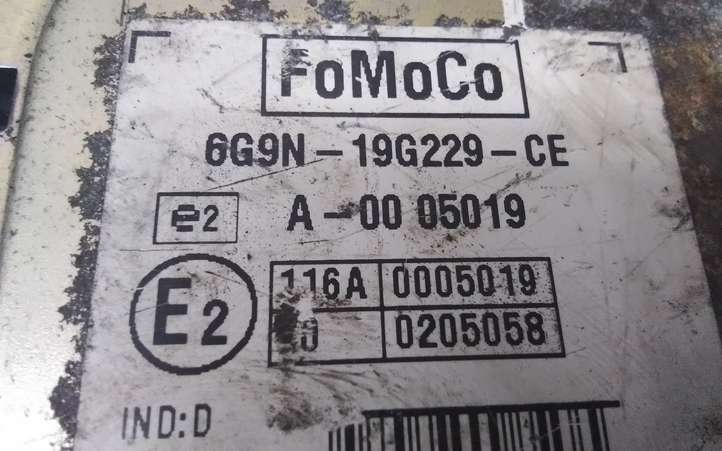 FoMoCo
6G9N-19G229-CE
e2 A-00 05019
E2
116A 0005019
0205058
IND:D